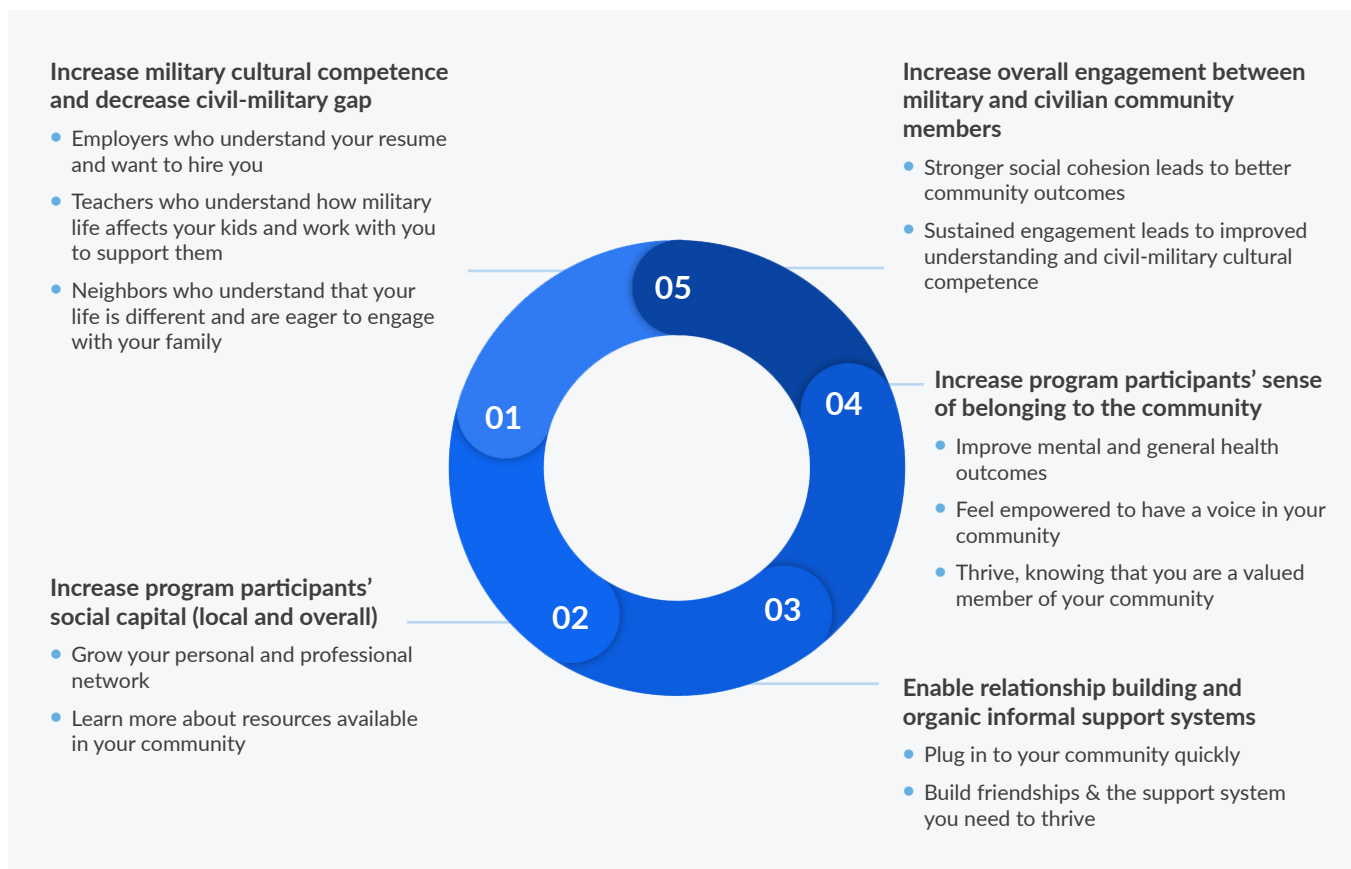 Increase military cultural competence
and decrease civil-military gap
Employers who understand your resume
and want to hire you
Teachers who understand how military
life affects your kids and work with you
to support them
Neighbors who understand that your
life is different and are eager to engage
with your family
01
Increase program participants’
social capital (local and overall)
Grow your personal and professional
network
Learn more about resources available
in your community
02
Enable relationship building and
organic informal support systems
Plug in to your community quickly
Build friendships & the support system
you need to thrive
03
Increase program participants’ sense
of belonging to the community
Improve mental and general health
outcomes
Feel empowered to have a voice in your
community
Thrive, knowing that you are a valued
member of your community
04
Increase overall engagement between
military and civilian community
members
Stronger social cohesion leads to better
community outcomes
Sustained engagement leads to improved
understanding and civil-military cultural
competence
05